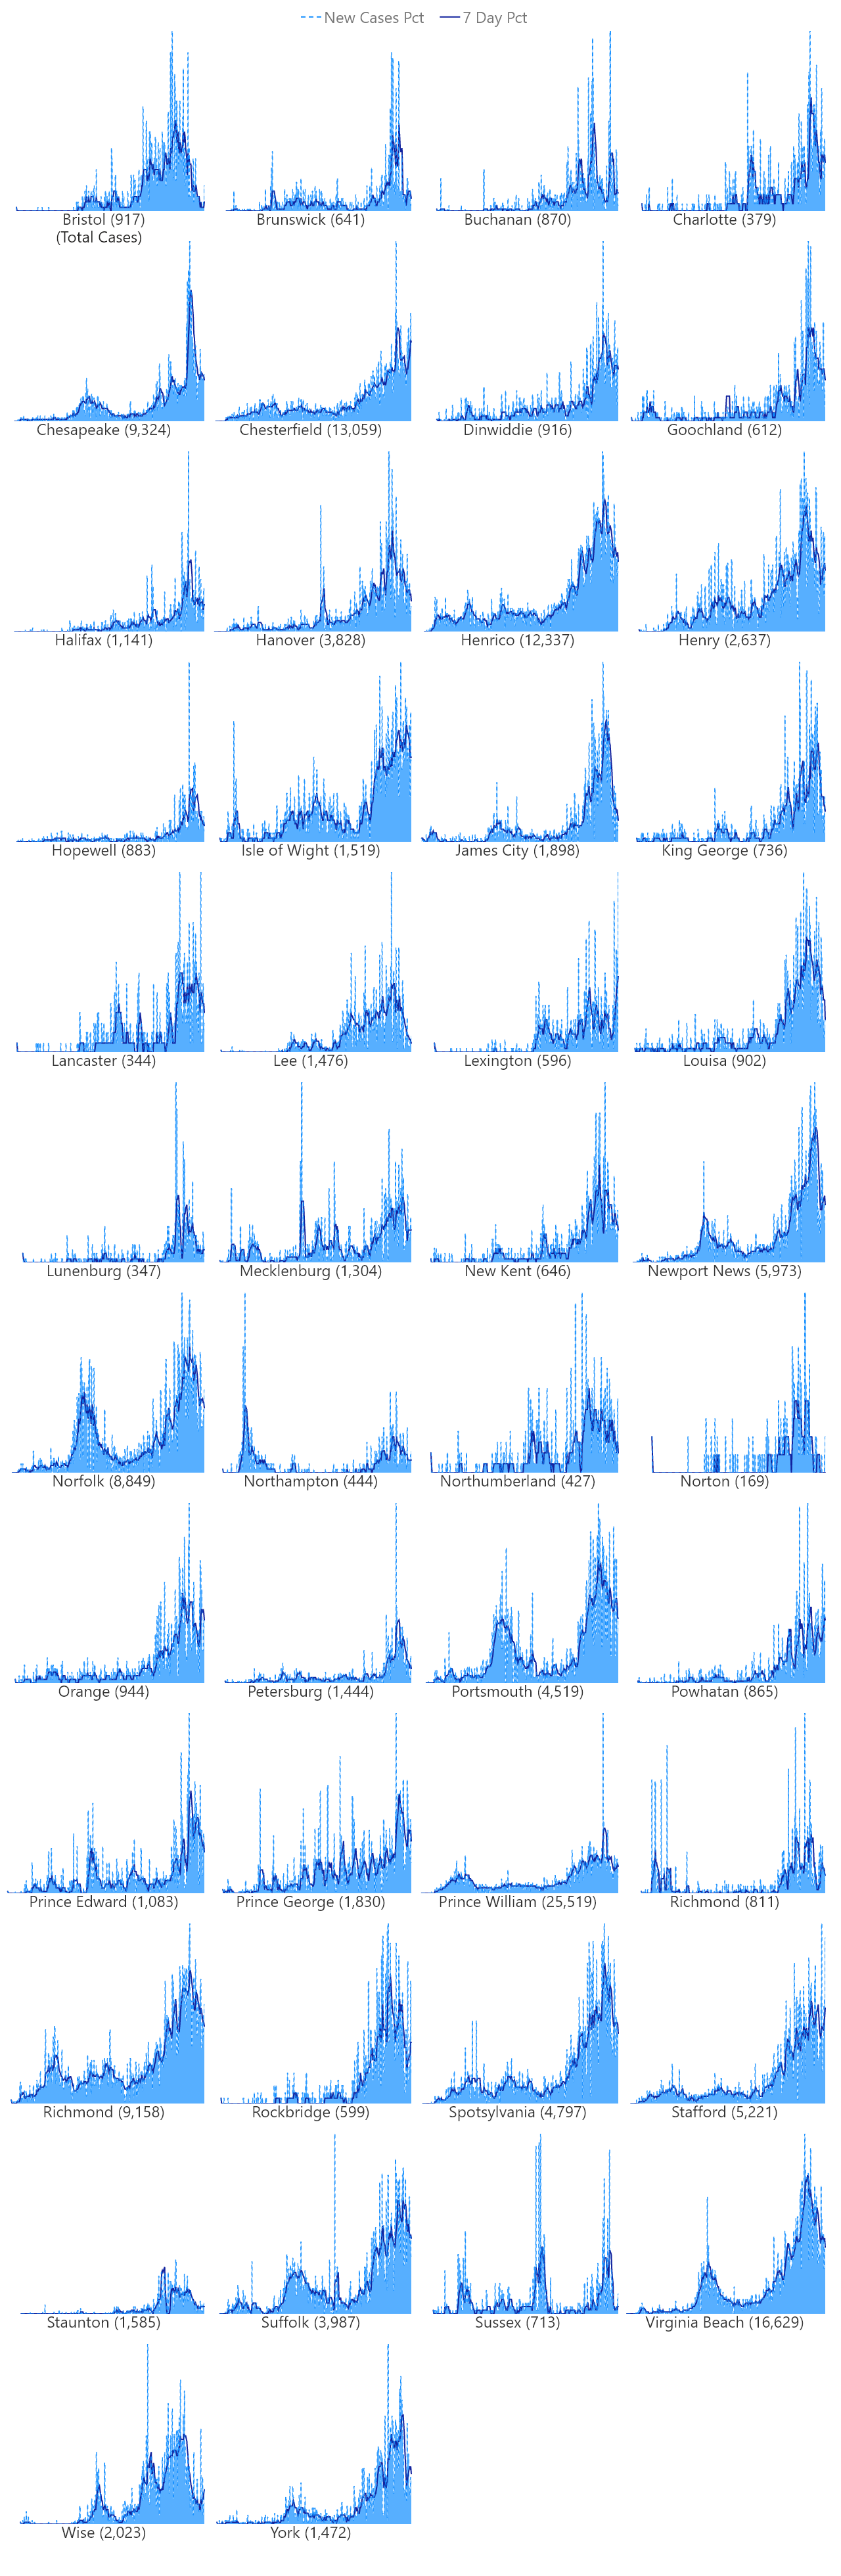 New Cases Pct 7 Day Pct
Bristol (917) Brunswick (641) Buchanan (870) Charlotte (379)
(Total Cases)
Chesapeake (9,324) Chesterfield (13,059) Dinwiddie (916) Goochland (612)
Halifax (1,141) Hanover (3,828) Henrico (12,337) Henry (2,637)
Hopewell (883) Isle of Wight (1,519) James City (1,898) King George (736)
Lancaster (344) Lee (1,476) Lexington (596) Louisa (902)
Lunenburg (347) Mecklenburg (1,304) New Kent (646) Newport News (5,973)
Norfolk (8,849) Northampton (444) Northumberland (427) Norton (169)
Orange (944) Petersburg (1,444) Portsmouth (4,519) Powhatan (865)
Prince Edward (1,083) Prince George (1,830) Prince William (25,519) Richmond (811)
Richmond (9,158) Rockbridge (599) Spotsylvania (4,797) Stafford (5,221)
Staunton (1,585) Suffolk (3,987) Sussex (713) Virginia Beach (16,629)
Wise (2,023) York (1,472)